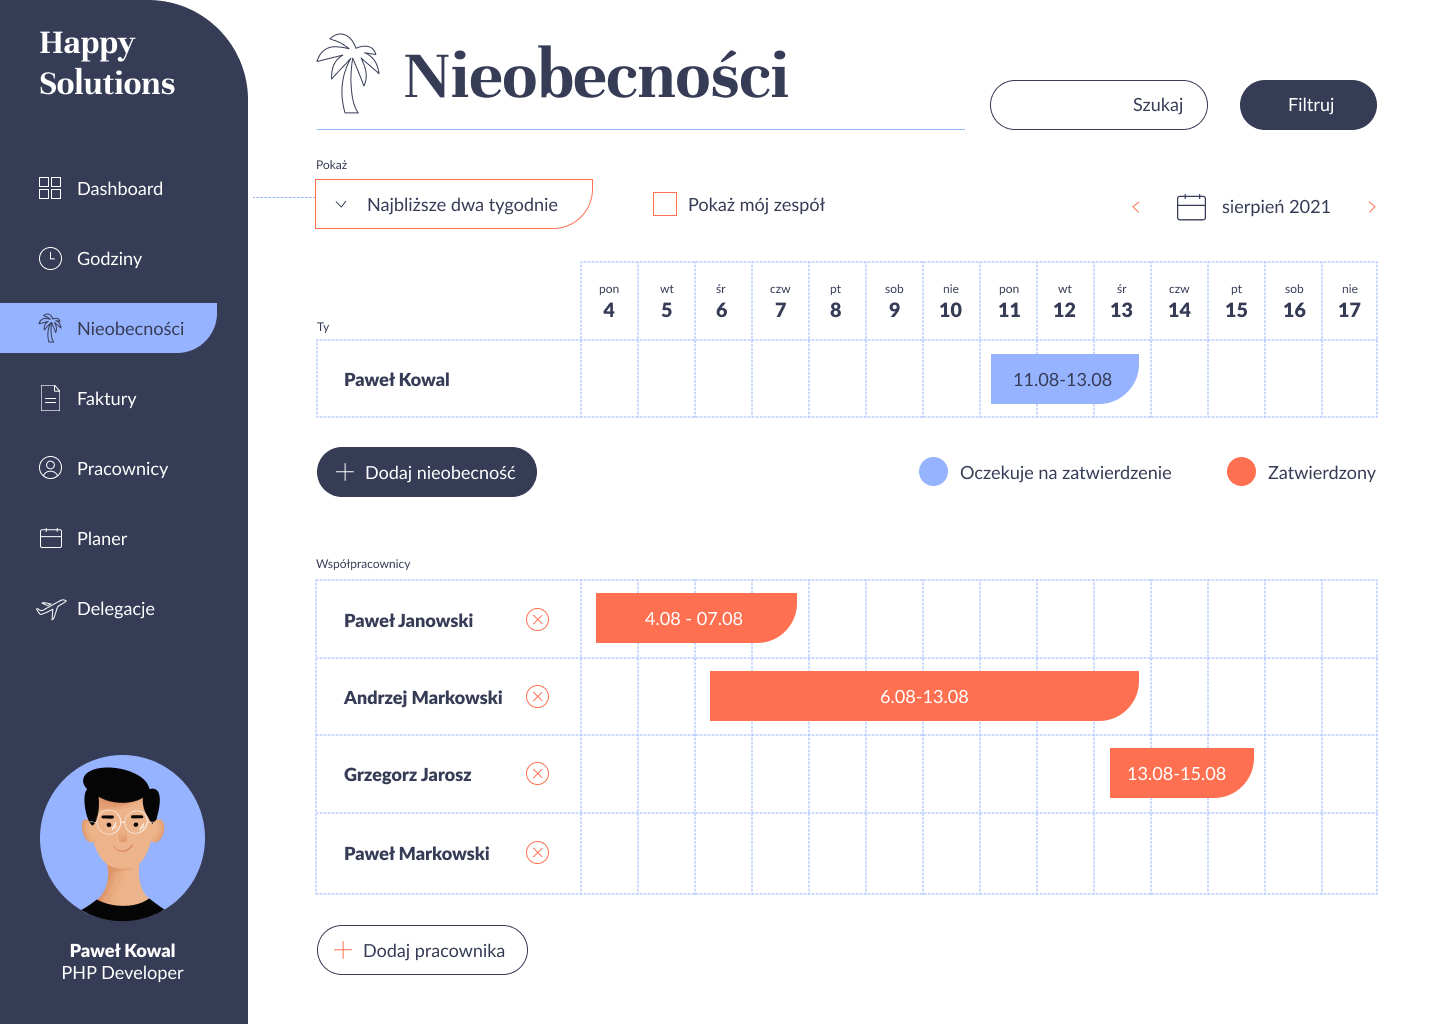 Happy
Solutions
Dashboard
Godziny
Nieobecności
Faktury
Pracownicy
Planer
Delegacje
Paweł Kowal
PHP Developer
Nieobecności
Szukaj
Filtruj
Pokaż
Najbliższe dwa tygodnie
Pokaż mój zespół
sierpień 2021
pon wt śr czw pt sob nie pon wt śr czw pt sob nie
4 5 6 7 8 9 10 11 12 13 14 15 16 17
Ty
Paweł Kowal
11.08-13.08
Dodaj nieobecność
Oczekuje na zatwierdzenie
Zatwierdzony
Współpracownicy
Paweł Janowski
4.08 - 07.08
Andrzej Markowski
6.08-13.08
Grzegorz Jarosz
13.08-15.08
Paweł Markowski
Dodaj pracownika